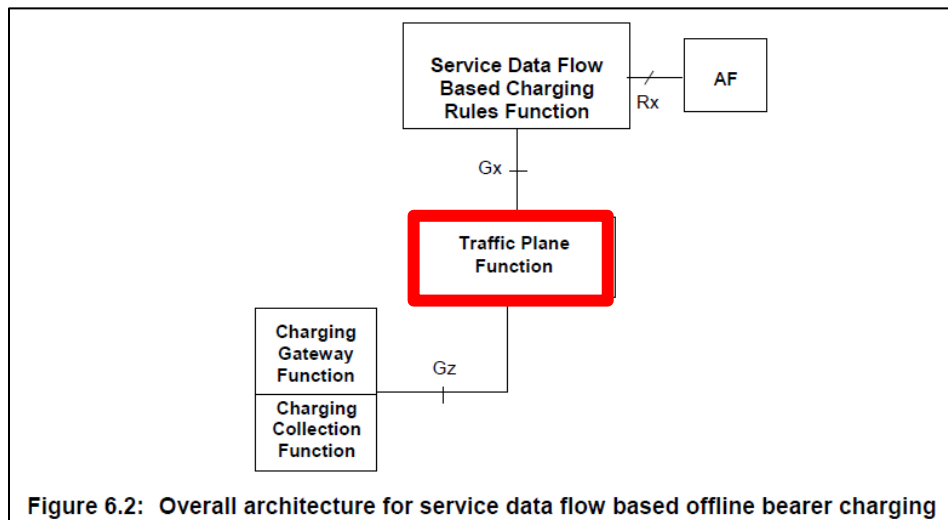 Service Data Flow
Based Charging
Rules Function
AF
Rx
Gx
Traffic Plane
Function
Charging
Gateway
Function
Gz
Charging
Collection
Function
Figure 6.2: Overall architecture for service data flow based offline bearer charging